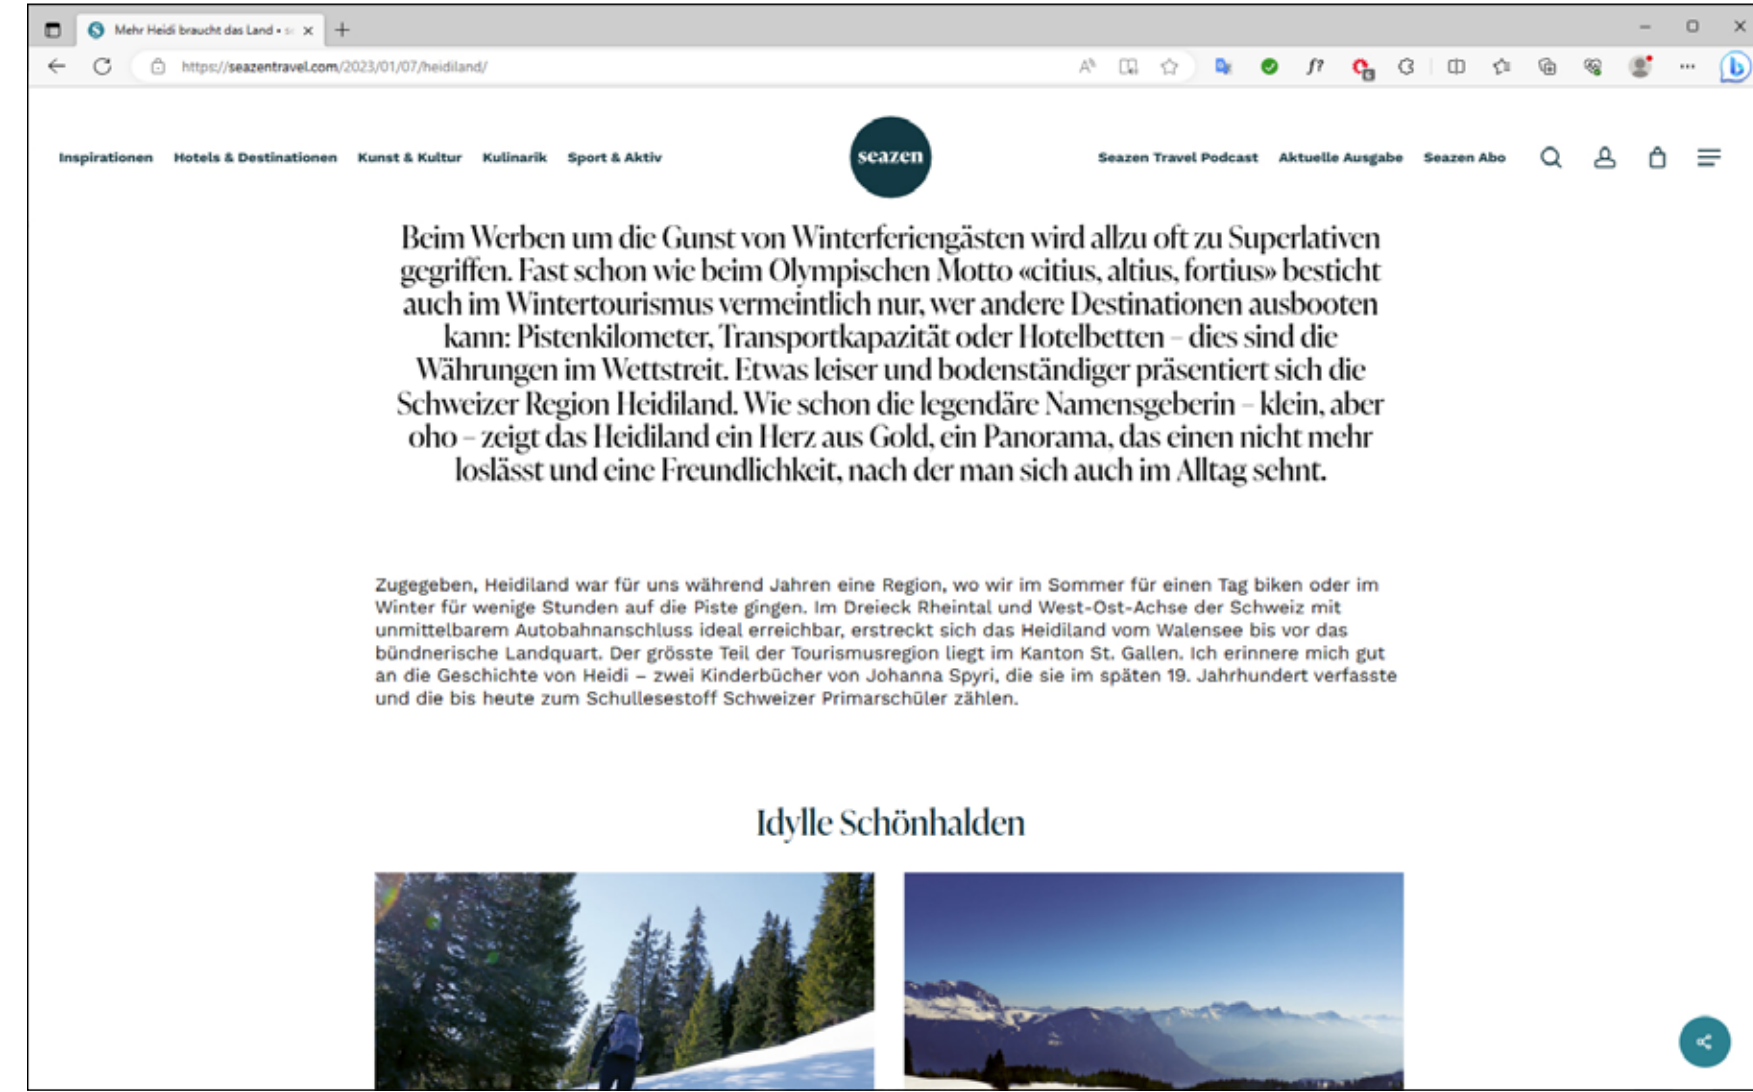 Mehr Heidi braucht das Land • s
https://seazentravel.com/2023/01/07/heidiland/
Inspirationen Hotels & Destinationen Kunst & Kultur Kulinarik Sport & Aktiv seazen Seazen Travel Podcast Aktuelle Ausgabe Seazen Abo
Beim Werben um die Gunst von Winterferiengästen wird allzu oft zu Superlativen
gegriffen. Fast schon wie beim Olympischen Motto «citius, altius, fortius» besticht
auch im Wintertourismus vermeintlich nur, wer andere Destinationen ausbooten
kann: Pistenkilometer, Transportkapazität oder Hotelbetten – dies sind die
Währungen im Wettstreit. Etwas leiser und bodenständiger präsentiert sich die
Schweizer Region Heidiland. Wie schon die legendäre Namensgeberin – klein, aber
oho – zeigt das Heidiland ein Herz aus Gold, ein Panorama, das einen nicht mehr
loslässt und eine Freundlichkeit, nach der man sich auch im Alltag sehnt.
Zugegeben, Heidiland war für uns während Jahren eine Region, wo wir im Sommer für einen Tag biken oder im
Winter für wenige Stunden auf die Piste gingen. Im Dreieck Rheintal und West-Ost-Achse der Schweiz mit
unmittelbarem Autobahnanschluss ideal erreichbar, erstreckt sich das Heidiland vom Walensee bis vor das
bündnerische Landquart. Der grösste Teil der Tourismusregion liegt im Kanton St. Gallen. Ich erinnere mich gut
an die Geschichte von Heidi – zwei Kinderbücher von Johanna Spyri, die sie im späten 19. Jahrhundert verfasste
und die bis heute zum Schullesestoff Schweizer Primarschüler zählen.
Idylle Schönhalden